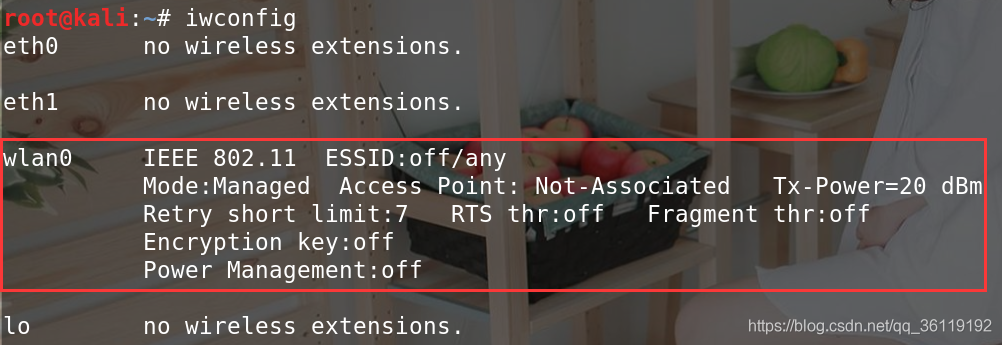 root@kali:~# iwconfig
eth0      no wireless extensions.
eth1      no wireless extensions.
wlan0     IEEE 802.11  ESSID:off/any
Mode:Managed  Access Point: Not-Associated   Tx-Power=20 dBm
Retry short limit:7   RTS thr:off   Fragment thr:off
Encryption key:off
Power Management:off
lo        no wireless extensions.
https://blog.csdn.net/qq_36119192